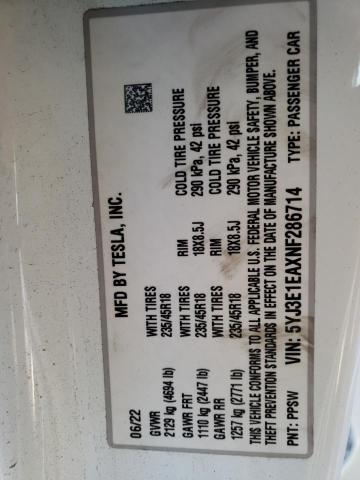 MFD BY TESLA, INC.
06/22
GVWR WITH TIRES RIM COLD TIRE PRESSURE
2129 kg (4694 lb) 235/45R18 18X8.5J 290 kPa, 42 psi
GAWR FRT WITH TIRES RIM COLD TIRE PRESSURE
1110 kg (2447 lb) 235/45R18 18X8.5J 290 kPa, 42 psi
GAWR RR
1257 kg (2771 lb) 235/45R18
THIS VEHICLE CONFORMS TO ALL APPLICABLE U.S. FEDERAL MOTOR VEHICLE SAFETY, BUMPER, AND
THEFT PREVENTION STANDARDS IN EFFECT ON THE DATE OF MANUFACTURE SHOWN ABOVE.
PNT: PPSW VIN: 5YJ3E1EAXNF286714 TYPE: PASSENGER CAR